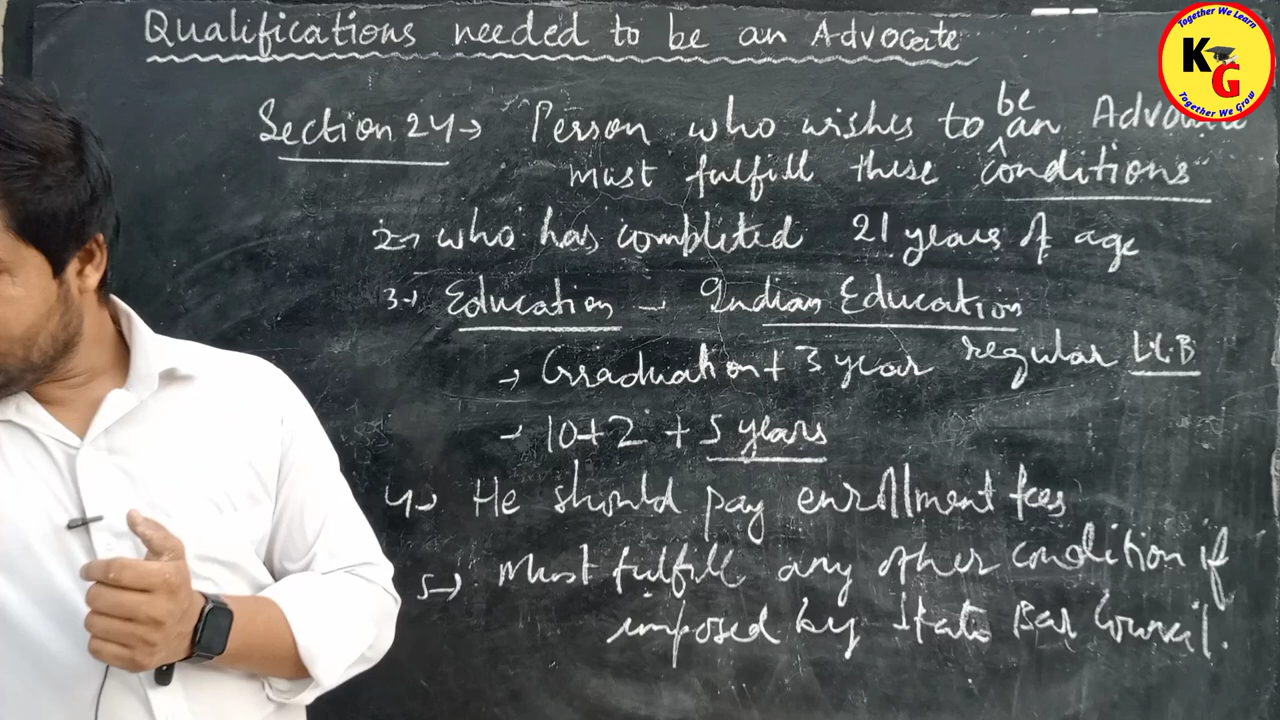 Qualifications needed to be an Advocate
Together We Learn
KG
Together We Grow
Section 24→ "Person who wishes to be an Advocate
must fulfill these conditions"
2→ who has completed 21 years of age
3→ Education - Indian Education
→ Graduation + 3 year regular LLB
→ 10+2 + 5 years
4→ He should pay enrollment fees
5→ Must fulfill any other condition if
imposed by State Bar Council.